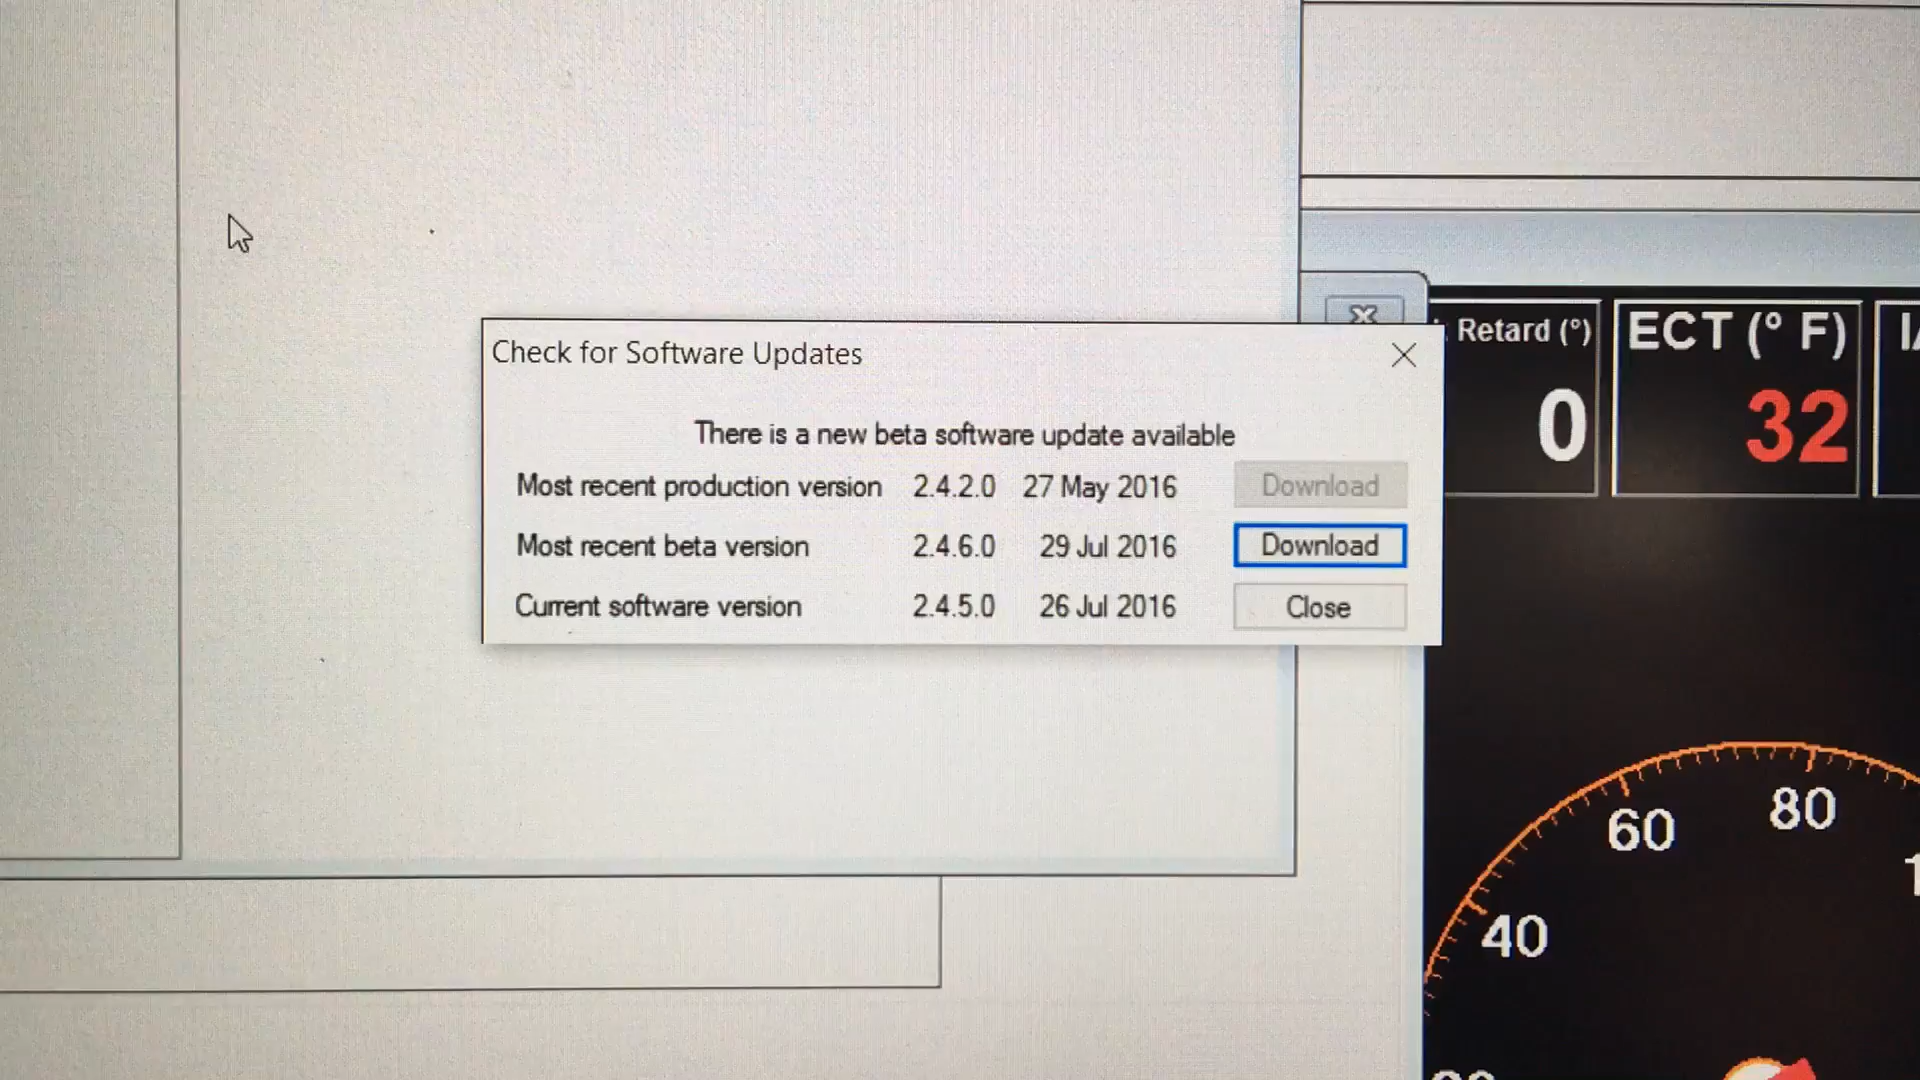 Check for Software Updates
There is a new beta software update available
Most recent production version 2.4.2.0 27 May 2016 Download
Most recent beta version 2.4.6.0 29 Jul 2016 Download
Current software version 2.4.5.0 26 Jul 2016 Close
Retard (°)
0
ECT (° F)
32
40
60
80